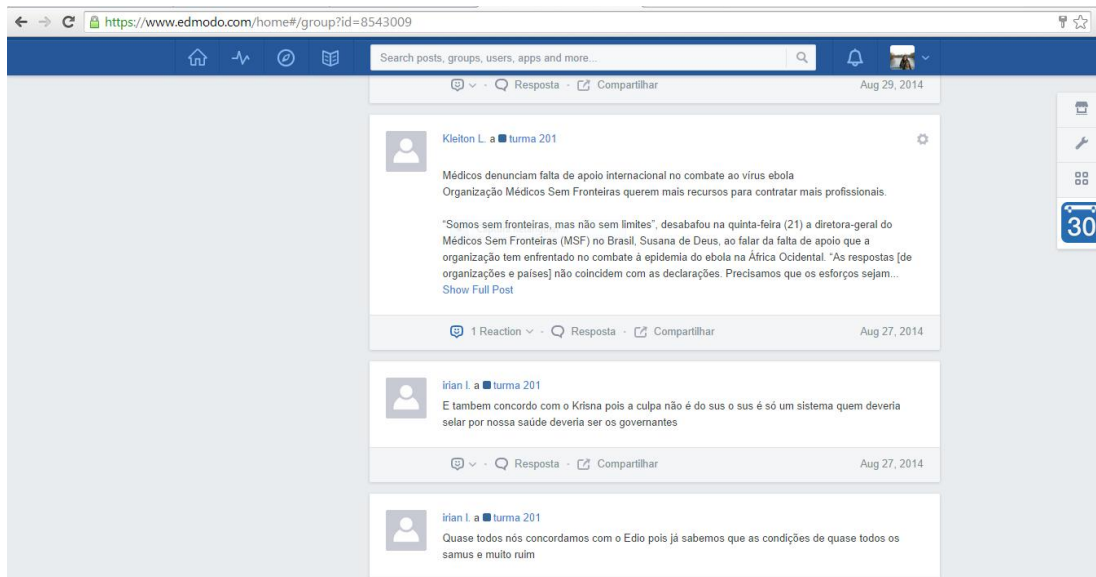 https://www.edmodo.com/home#/group?id=8543009
Search posts, groups, users, apps and more...
Resposta · Compartilhar Aug 29, 2014
Kleiton L. a turma 201
Médicos denunciam falta de apoio internacional no combate ao vírus ebola
Organização Médicos Sem Fronteiras querem mais recursos para contratar mais profissionais.
“Somos sem fronteiras, mas não sem limites”, desabafou na quinta-feira (21) a diretora-geral do
Médicos Sem Fronteiras (MSF) no Brasil, Susana de Deus, ao falar da falta de apoio que a
organização tem enfrentado no combate à epidemia do ebola na África Ocidental. “As respostas [de
organizações e países] não coincidem com as declarações. Precisamos que os esforços sejam...
Show Full Post
1 Reaction · Resposta · Compartilhar Aug 27, 2014
irian l. a turma 201
E tambem concordo com o Krisna pois a culpa não é do sus o sus é só um sistema quem deveria
selar por nossa saúde deveria ser os governantes
Resposta · Compartilhar Aug 27, 2014
irian l. a turma 201
Quase todos nós concordamos com o Edio pois já sabemos que as condições de quase todos os
samus e muito ruim
30